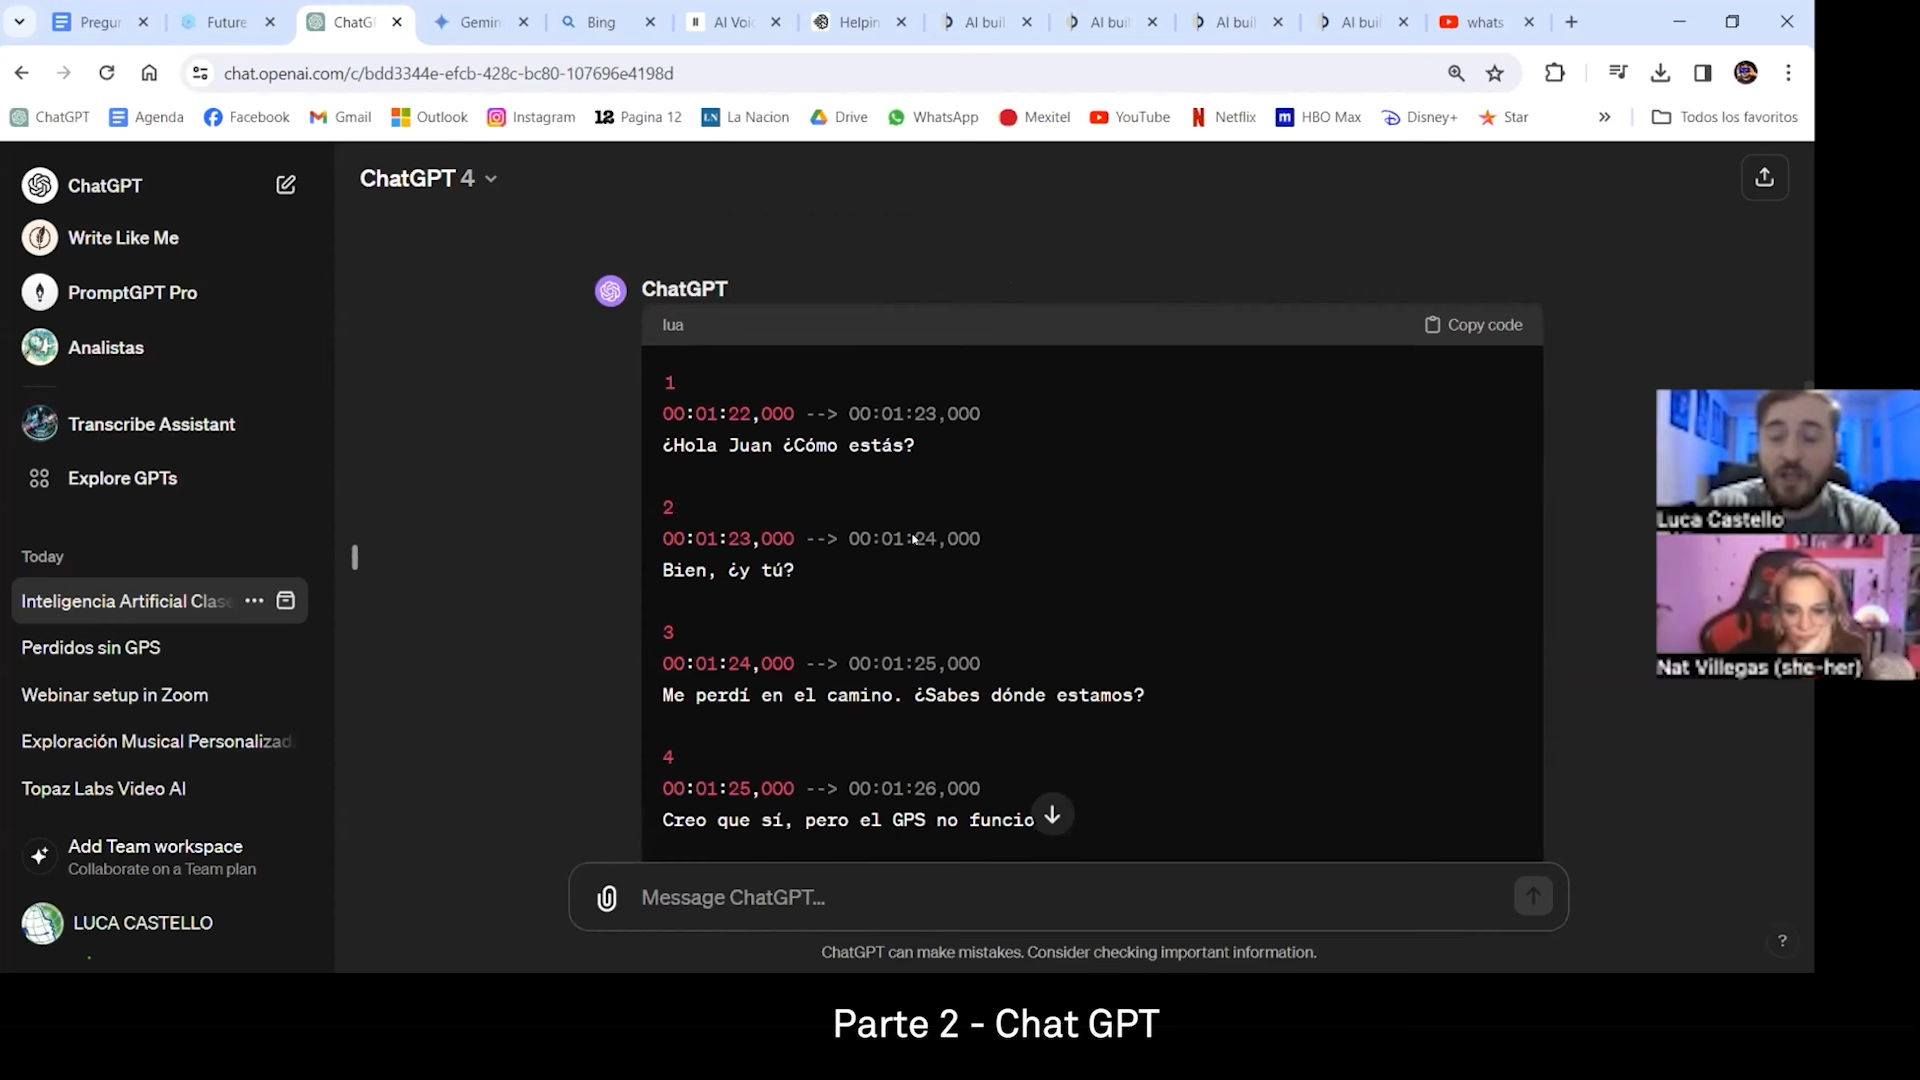 Pregur
Future
ChatGF
Gemin
Bing
AI Voic
Helpin
AI buil
AI buil
AI buil
AI buil
whats
chat.openai.com/c/bdd3344e-efcb-428c-bc80-107696e4198d
ChatGPT
Agenda
Facebook
Gmail
Outlook
Instagram
12 Pagina 12
LN La Nacion
Drive
WhatsApp
Mexitel
YouTube
Netflix
m HBO Max
Disney+
Star
Todos los favoritos
ChatGPT
Write Like Me
PromptGPT Pro
Analistas
Transcribe Assistant
Explore GPTs
Today
Inteligencia Artificial Clase
Perdidos sin GPS
Webinar setup in Zoom
Exploración Musical Personalizad
Topaz Labs Video AI
Add Team workspace
Collaborate on a Team plan
LUCA CASTELLO
ChatGPT 4
ChatGPT
lua
Copy code
1
00:01:22,000 --> 00:01:23,000
¿Hola Juan ¿Cómo estás?
2
00:01:23,000 --> 00:01:24,000
Bien, ¿y tú?
3
00:01:24,000 --> 00:01:25,000
Me perdí en el camino. ¿Sabes dónde estamos?
4
00:01:25,000 --> 00:01:26,000
Creo que sí, pero el GPS no funcio
Message ChatGPT...
ChatGPT can make mistakes. Consider checking important information.
?
Luca Castello
Nat Villegas (she-her)
Parte 2 - Chat GPT